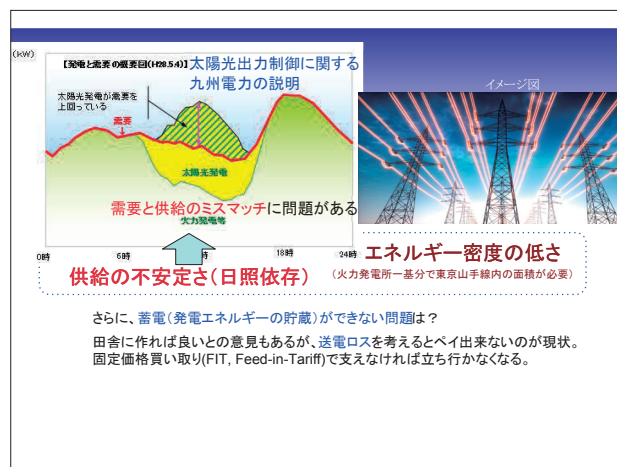 (kW)
【発電と需要の概要図(H28.5.4)】
太陽光出力制御に関する
九州電力の説明
太陽光発電が需要を
上回っている
需要
イメージ図
太陽光発電
需要と供給のミスマッチに問題がある
火力発電等
0時
6時
18時
24時
供給の不安定さ(日照依存)
エネルギー密度の低さ
(火力発電所一基分で東京山手線内の面積が必要)
さらに、蓄電(発電エネルギーの貯蔵)ができない問題は?
田舎に作れば良いとの意見もあるが、送電ロスを考えるとペイ出来ないのが現状。
固定価格買い取り(FIT, Feed-in-Tariff)で支えなければ立ち行かなくなる。